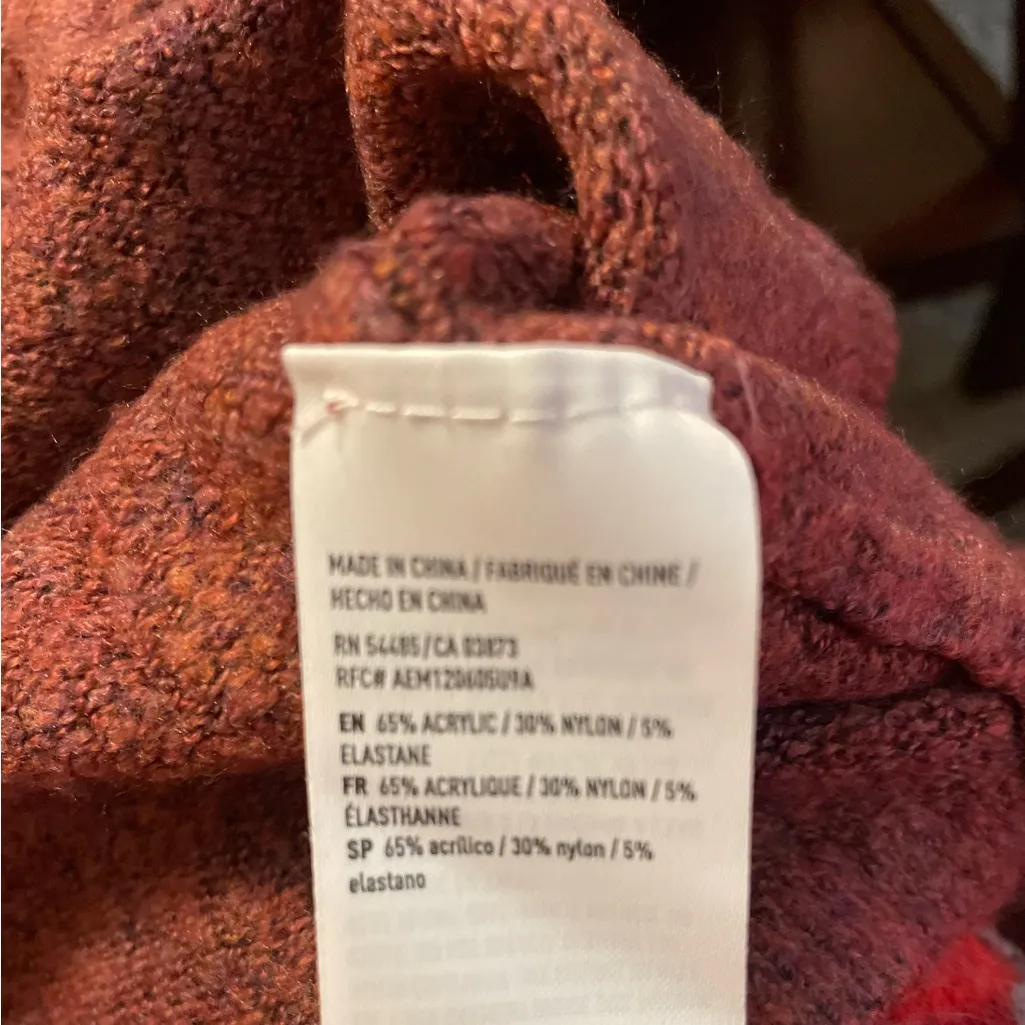 MADE IN CHINA / FABRIQUÉ EN CHINE /
HECHO EN CHINA
RN 54485/CA 03873
RFC# AEM120605U9A
EN 65% ACRYLIC / 30% NYLON / 5%
ELASTANE
FR 65% ACRYLIQUE / 30% NYLON / 5%
ÉLASTHANNE
SP 65% acrílico / 30% nylon / 5%
elastano